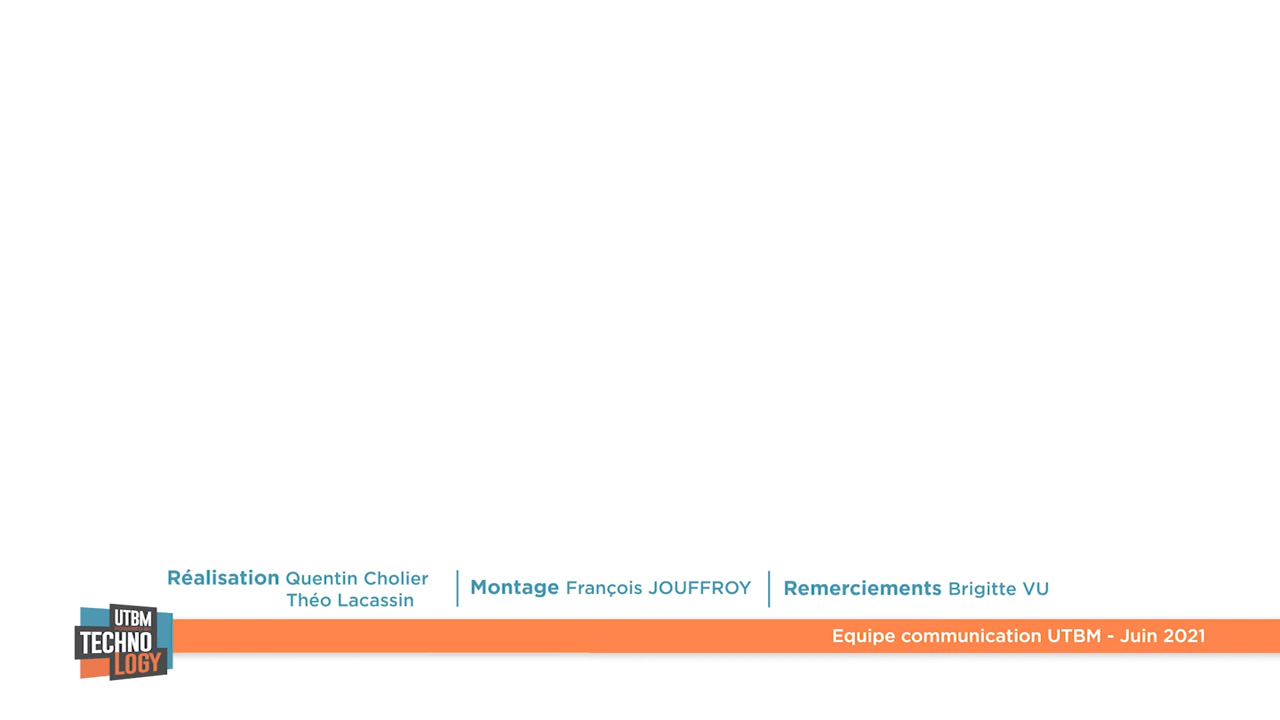 Réalisation Quentin Cholier
Théo Lacassin
Montage François JOUFFROY
Remerciements Brigitte VU
Equipe communication UTBM - Juin 2021
UTBM
TECHNO
LOGY